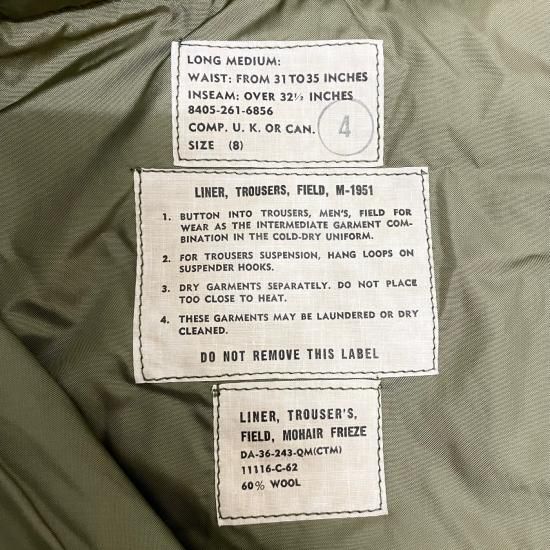 LONG MEDIUM:
WAIST: FROM 31 TO 35 INCHES
INSEAM: OVER 32½ INCHES
8405-261-6856
COMP. U. K. OR CAN.
SIZE (8)
4
LINER, TROUSERS, FIELD, M-1951
1. BUTTON INTO TROUSERS, MEN'S, FIELD FOR
WEAR AS THE INTERMEDIATE GARMENT COM-
BINATION IN THE COLD-DRY UNIFORM.
2. FOR TROUSERS SUSPENSION, HANG LOOPS ON
SUSPENDER HOOKS.
3. DRY GARMENTS SEPARATELY. DO NOT PLACE
TOO CLOSE TO HEAT.
4. THESE GARMENTS MAY BE LAUNDERED OR DRY
CLEANED.
DO NOT REMOVE THIS LABEL
LINER, TROUSER'S,
FIELD, MOHAIR FRIEZE
DA-36-243-QM(CTM)
11116-C-62
60% WOOL